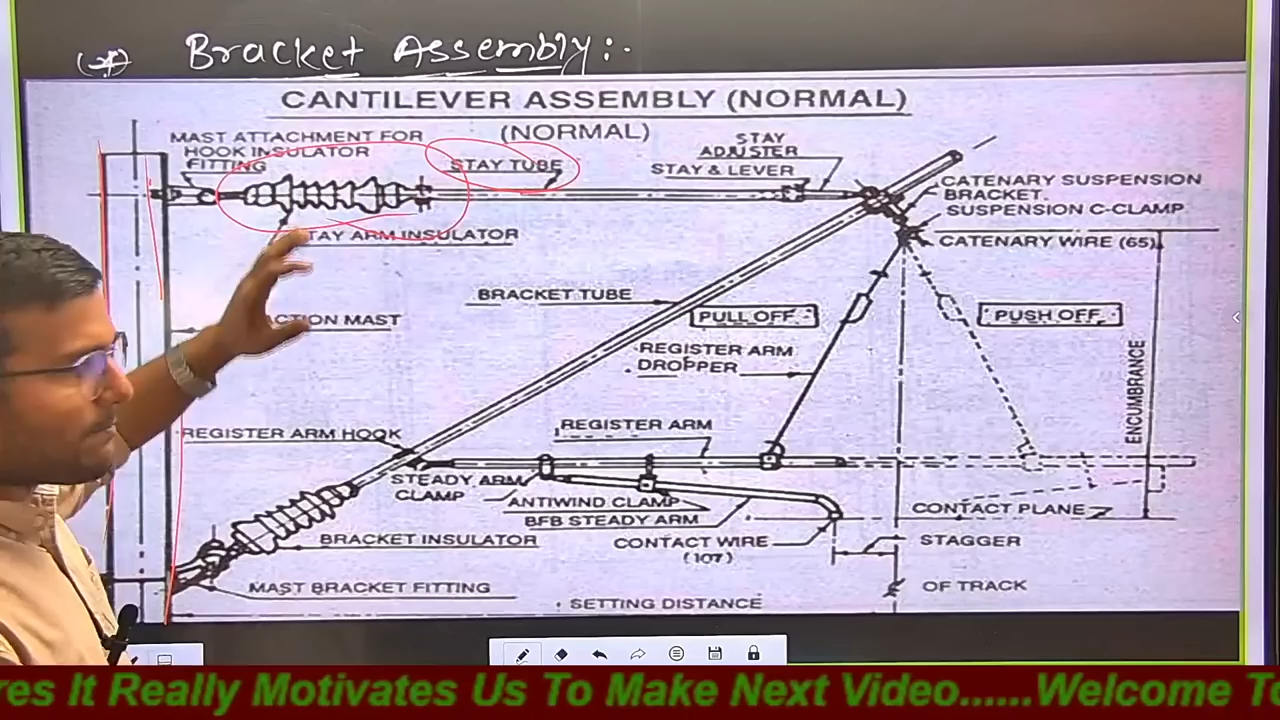 (*) Bracket Assembly:-
CANTILEVER ASSEMBLY (NORMAL)
(NORMAL)
MAST ATTACHMENT FOR
HOOK INSULATOR
FITTING
STAY TUBE
STAY
ADJUSTER
STAY & LEVER
CATENARY SUSPENSION
BRACKET.
SUSPENSION C-CLAMP
CATENARY WIRE (65)
STAY ARM INSULATOR
BRACKET TUBE
PULL OFF
PUSH OFF
REGISTER ARM
DROPPER
ENCUMBRANCE
REGISTER ARM HOOK
REGISTER ARM
STEADY ARM
CLAMP
ANTIWIND CLAMP
BFB STEADY ARM
CONTACT PLANE
BRACKET INSULATOR
CONTACT WIRE
(107)
STAGGER
MAST BRACKET FITTING
OF TRACK
SETTING DISTANCE
MAST
res It Really Motivates Us To Make Next Video......Welcome To